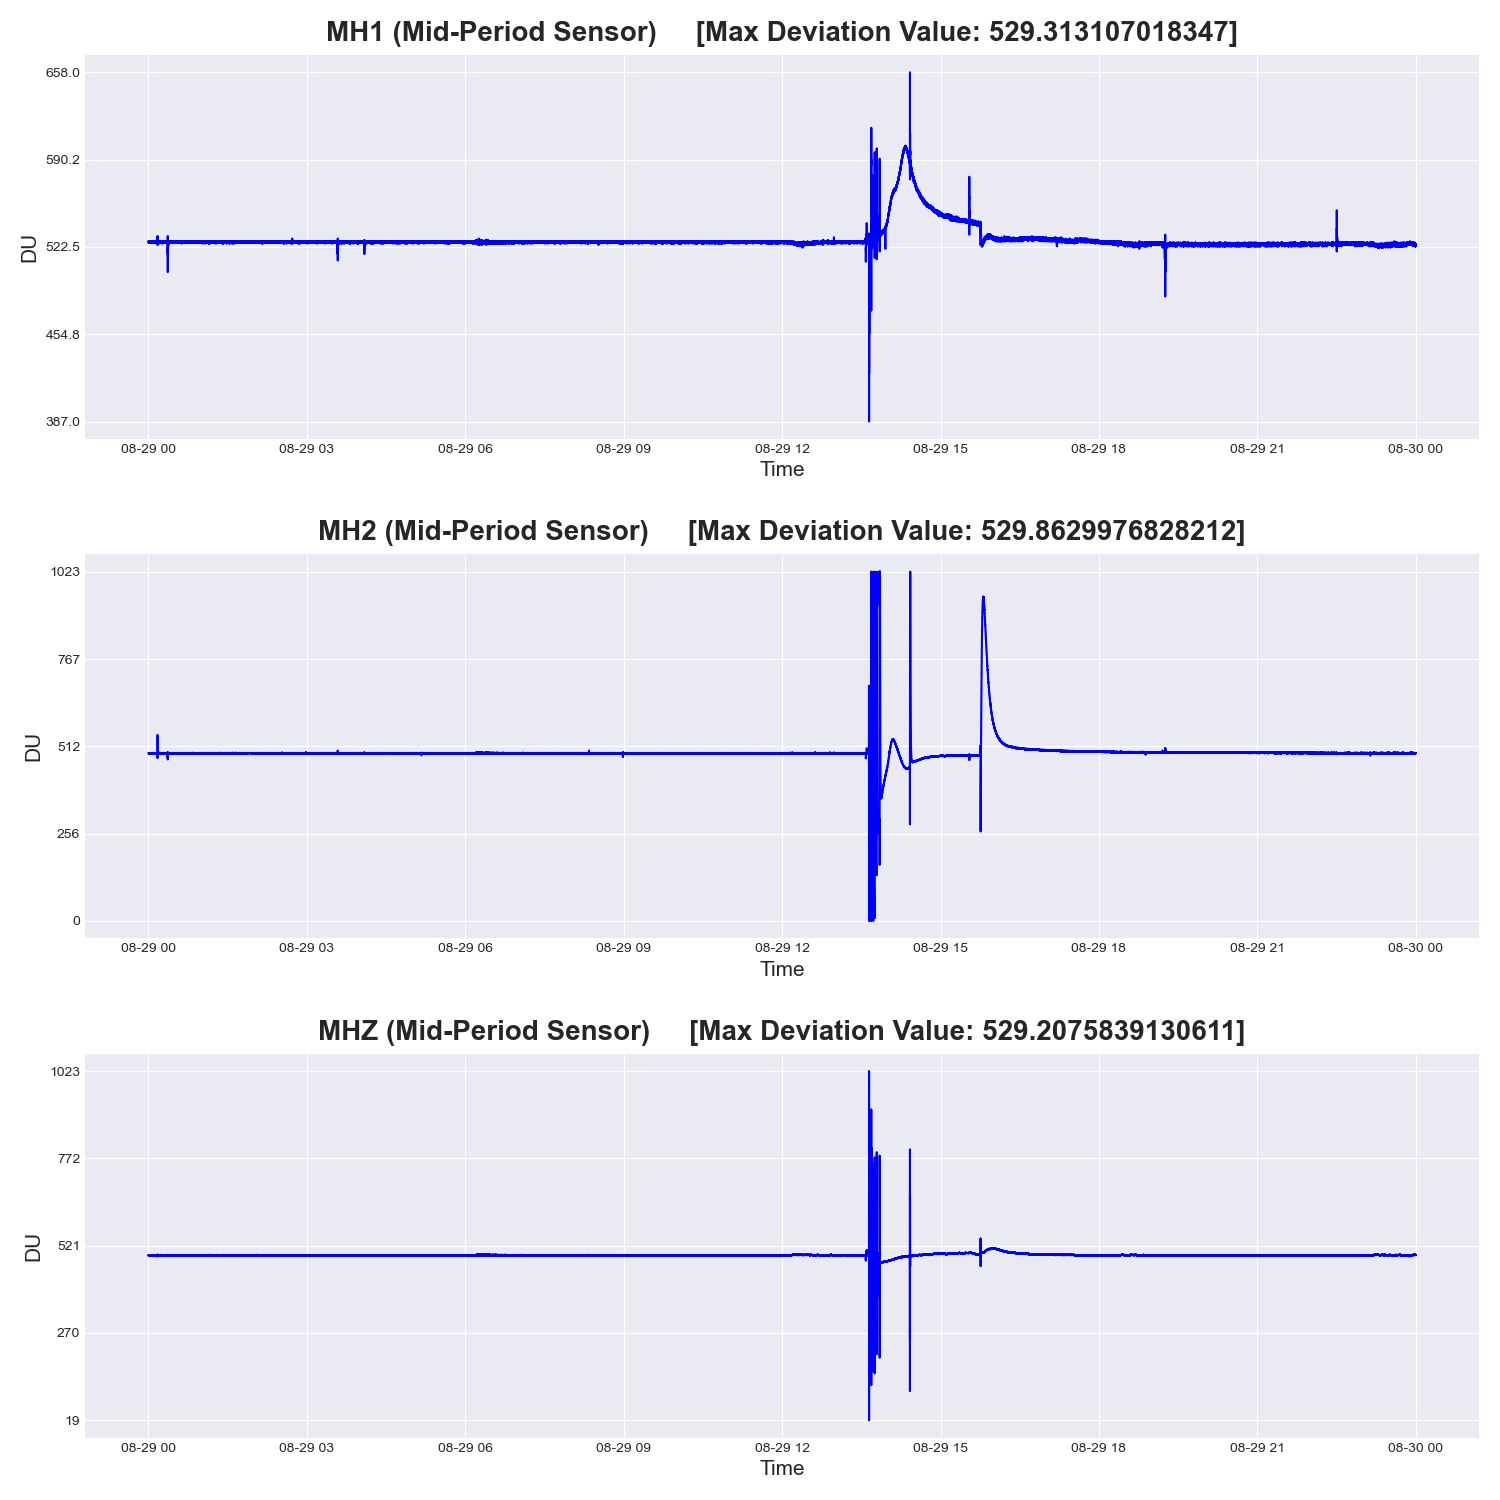 MH1 (Mid-Period Sensor) [Max Deviation Value: 529.313107018347]
658.0
590.2
522.5
454.8
387.0
DU
08-29 00 08-29 03 08-29 06 08-29 09 08-29 12 08-29 15 08-29 18 08-29 21 08-30 00
Time
MH2 (Mid-Period Sensor) [Max Deviation Value: 529.8629976828212]
1023
767
512
256
0
DU
08-29 00 08-29 03 08-29 06 08-29 09 08-29 12 08-29 15 08-29 18 08-29 21 08-30 00
Time
MHZ (Mid-Period Sensor) [Max Deviation Value: 529.2075839130611]
1023
772
521
270
19
DU
08-29 00 08-29 03 08-29 06 08-29 09 08-29 12 08-29 15 08-29 18 08-29 21 08-30 00
Time